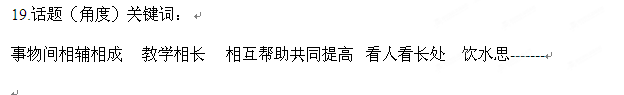 19.话题（角度）关键词：
事物间相辅相成 教学相长 相互帮助共同提高 看人看长处 饮水思-------